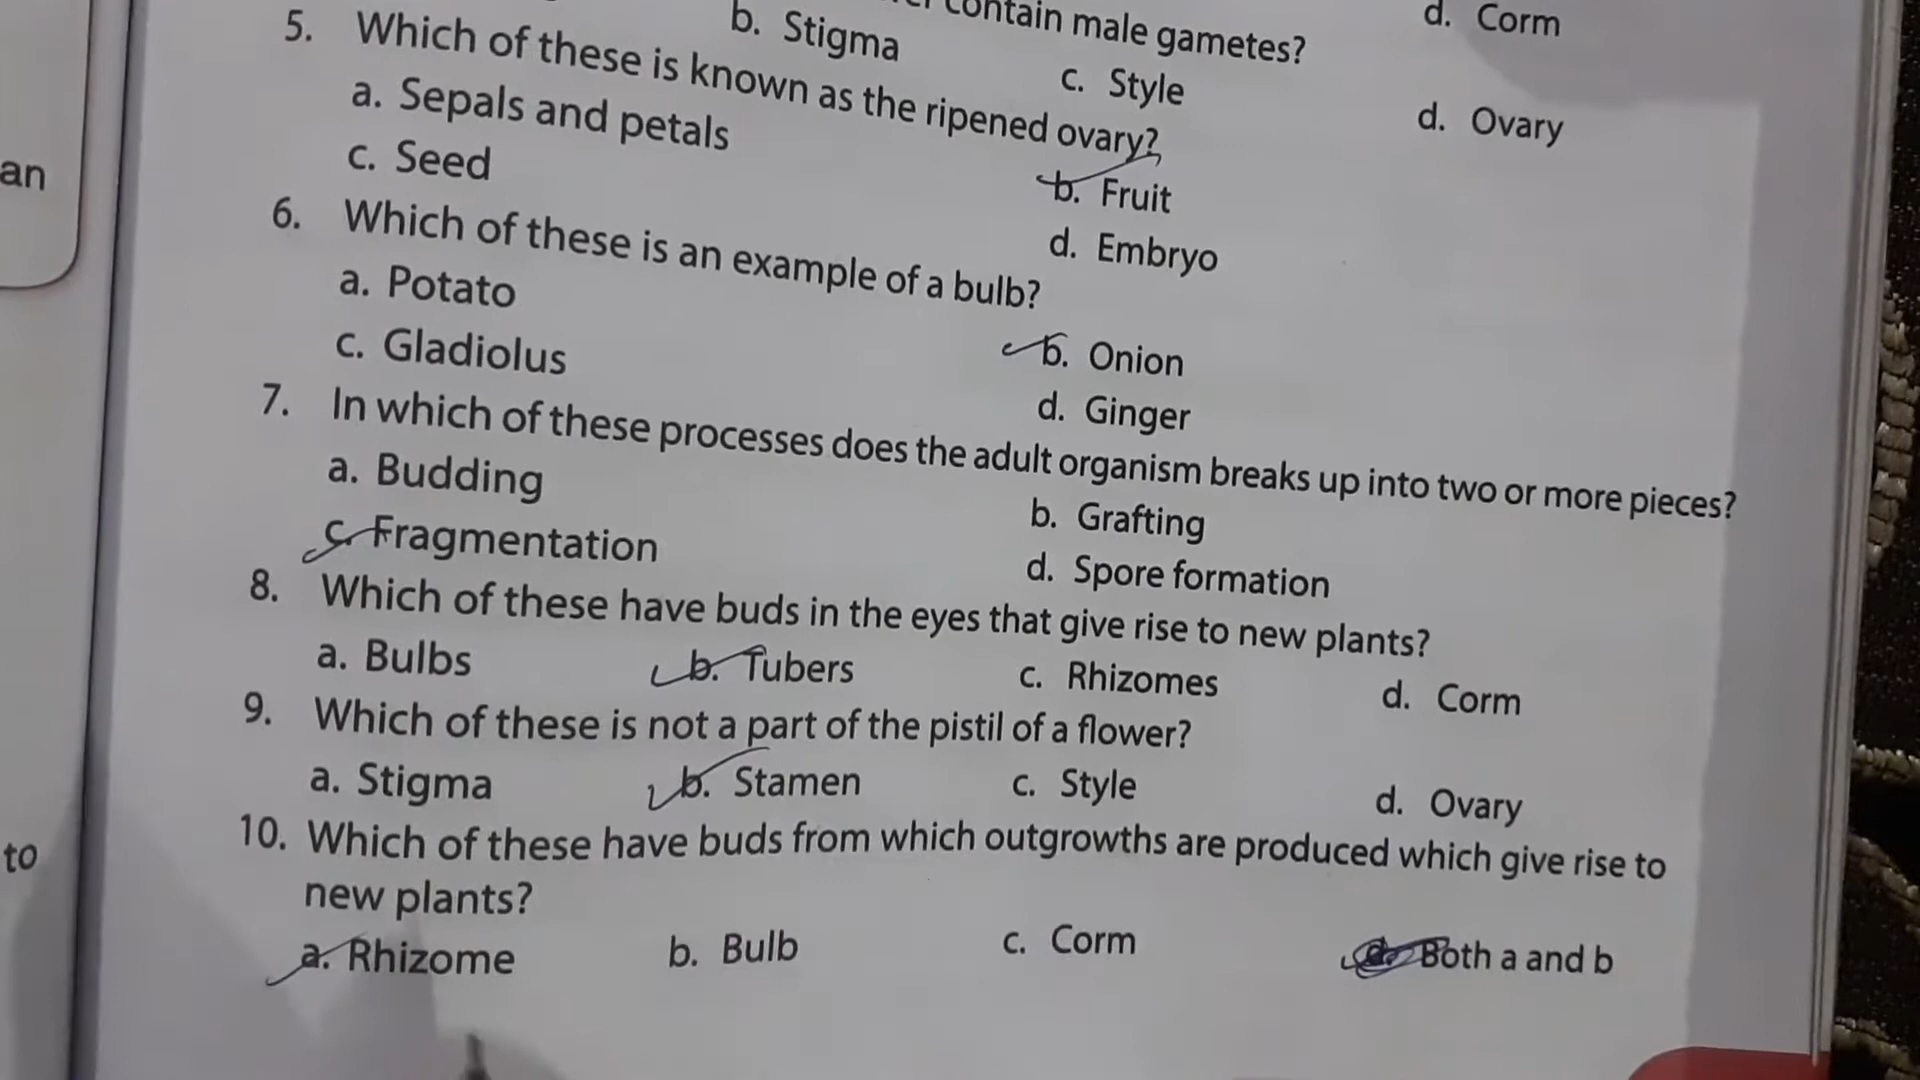 contain male gametes?
d. Corm
b. Stigma
c. Style
d. Ovary
5. Which of these is known as the ripened ovary?
a. Sepals and petals
b. Fruit
c. Seed
d. Embryo
6. Which of these is an example of a bulb?
a. Potato
b. Onion
c. Gladiolus
d. Ginger
7. In which of these processes does the adult organism breaks up into two or more pieces?
a. Budding
b. Grafting
c. Fragmentation
d. Spore formation
8. Which of these have buds in the eyes that give rise to new plants?
a. Bulbs b. Tubers c. Rhizomes d. Corm
9. Which of these is not a part of the pistil of a flower?
a. Stigma b. Stamen c. Style d. Ovary
10. Which of these have buds from which outgrowths are produced which give rise to
new plants?
a. Rhizome b. Bulb c. Corm d. Both a and b
an
to